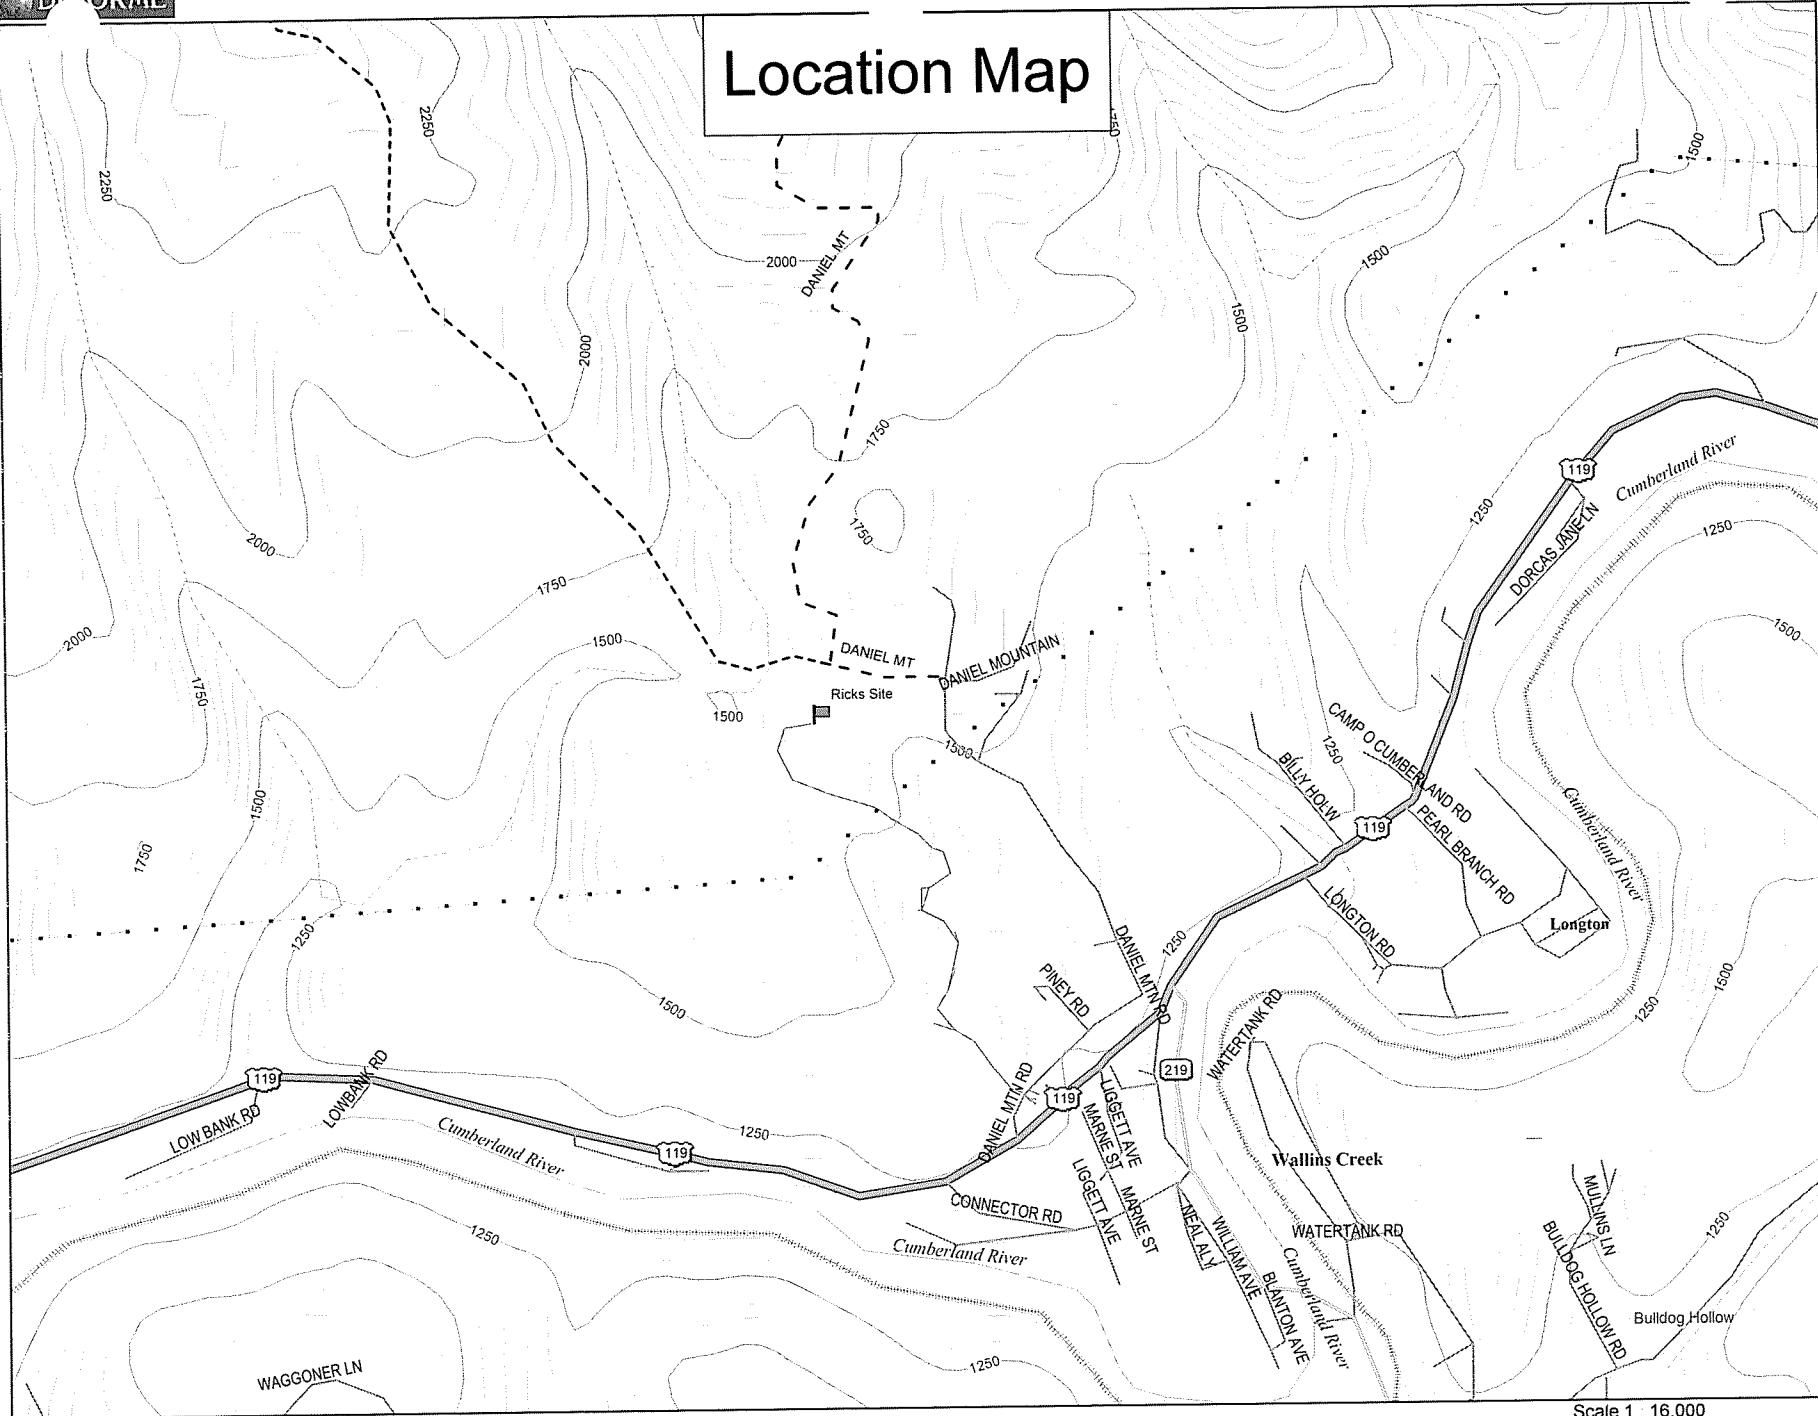 Location Map
2250
2250
750
1500
2000
DANIEL MT
1500
1500
2000
1750
119
Cumberland River
1250
1250
DORCAS JANE LN
1750
2000
1750
1500
1500
2000
DANIEL MT
DANIEL MOUNTAIN
Ricks Site
1750
1500
1500
CAMP O CUMBERLAND RD
1250
BILLY HOLW
119
PEARL BRANCH RD
Cumberland River
1500
1750
LONGTON RD
Longton
1250
DANIEL MTN RD
1250
PINEY RD
1500
1500
1250
WATERTANK RD
119
LOWBANK RD
219
DANIEL MTN RD
119
LIGGETT AVE
LOW BANK RD
Cumberland River
1250
119
MARNE ST
Wallins Creek
LIGGETT AVE
MARNE ST
CONNECTOR RD
MULLINS LN
1250
1250
Cumberland River
NEAL ALY
WILLIAM AVE
WATERTANK RD
BULLDOG HOLLOW RD
Cumberland River
BLANTON AVE
Bulldog Hollow
WAGGONER LN
1250
Scale 1 : 16,000